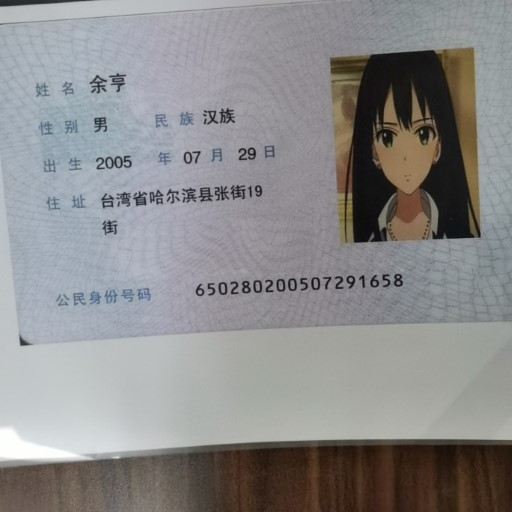 姓名 余亨
性别 男 民族 汉族
出生 2005 年 07 月 29 日
住址 台湾省哈尔滨县张街19
街
公民身份号码 650280200507291658